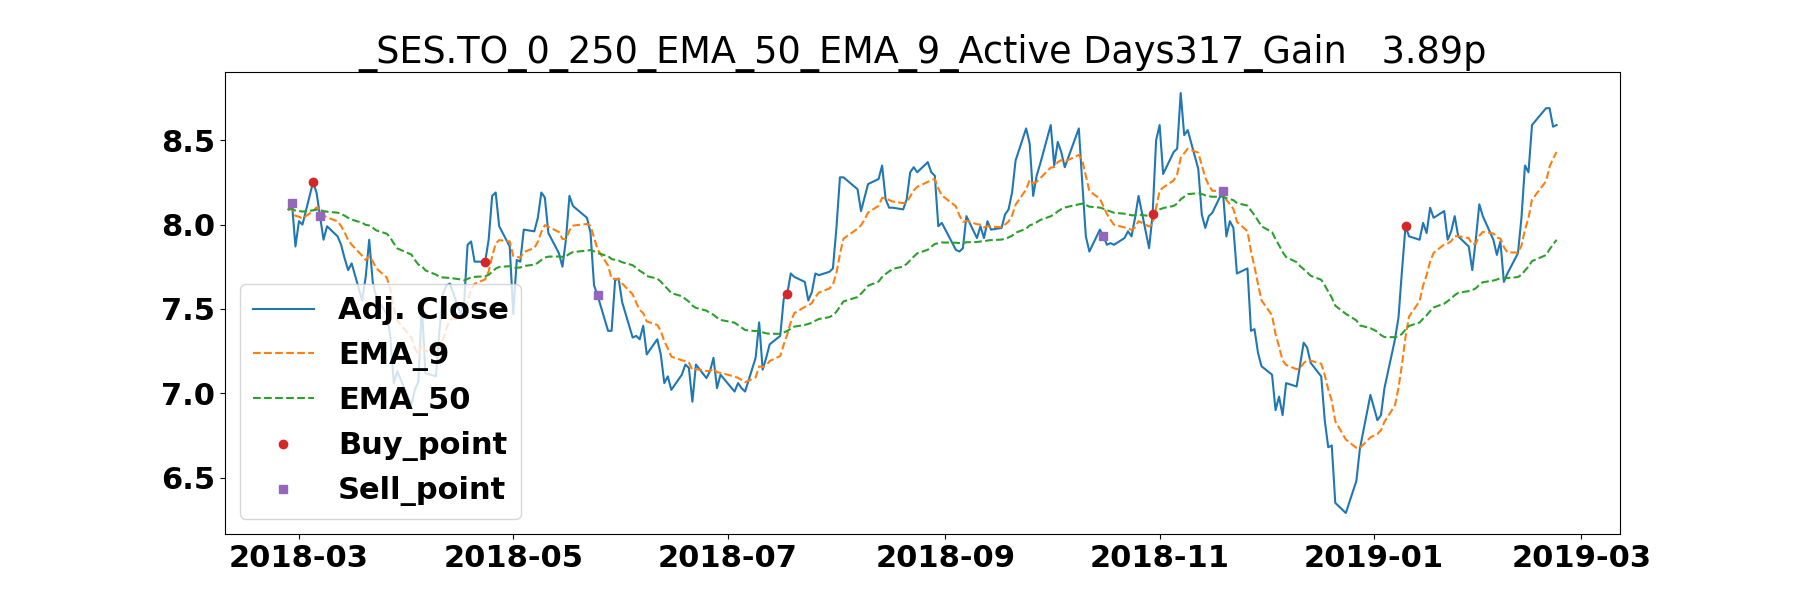 _SES.TO_0_250_EMA_50_EMA_9_Active Days317_Gain   3.89p
8.5
8.0
7.5
7.0
6.5
Adj. Close
EMA_9
EMA_50
Buy_point
Sell_point
2018-03 2018-05 2018-07 2018-09 2018-11 2019-01 2019-03